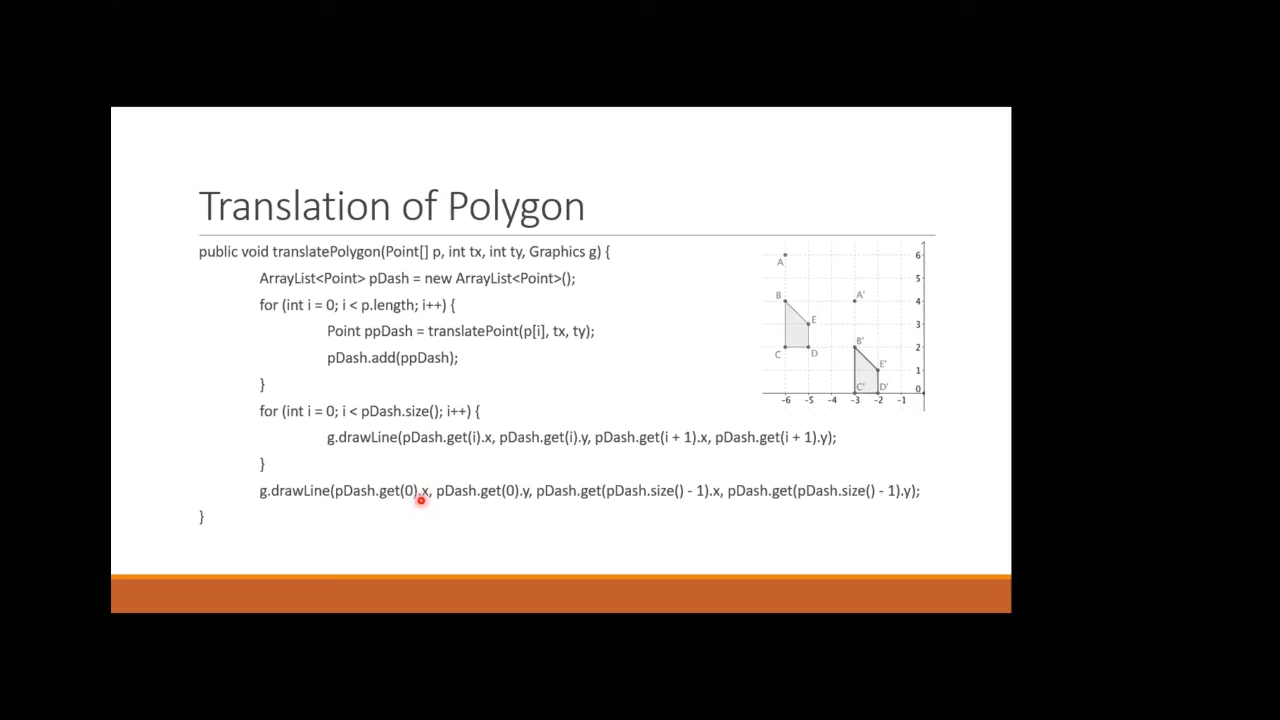 Translation of Polygon
public void translatePolygon(Point[] p, int tx, int ty, Graphics g) {
ArrayList<Point> pDash = new ArrayList<Point>();
for (int i = 0; i < p.length; i++) {
Point ppDash = translatePoint(p[i], tx, ty);
pDash.add(ppDash);
}
for (int i = 0; i < pDash.size(); i++) {
g.drawLine(pDash.get(i).x, pDash.get(i).y, pDash.get(i + 1).x, pDash.get(i + 1).y);
}
g.drawLine(pDash.get(0).x, pDash.get(0).y, pDash.get(pDash.size() - 1).x, pDash.get(pDash.size() - 1).y);
}
A 6
5
B A' 4
E 3
C D B' 2
E' 1
C' D' 0
-6 -5 -4 -3 -2 -1